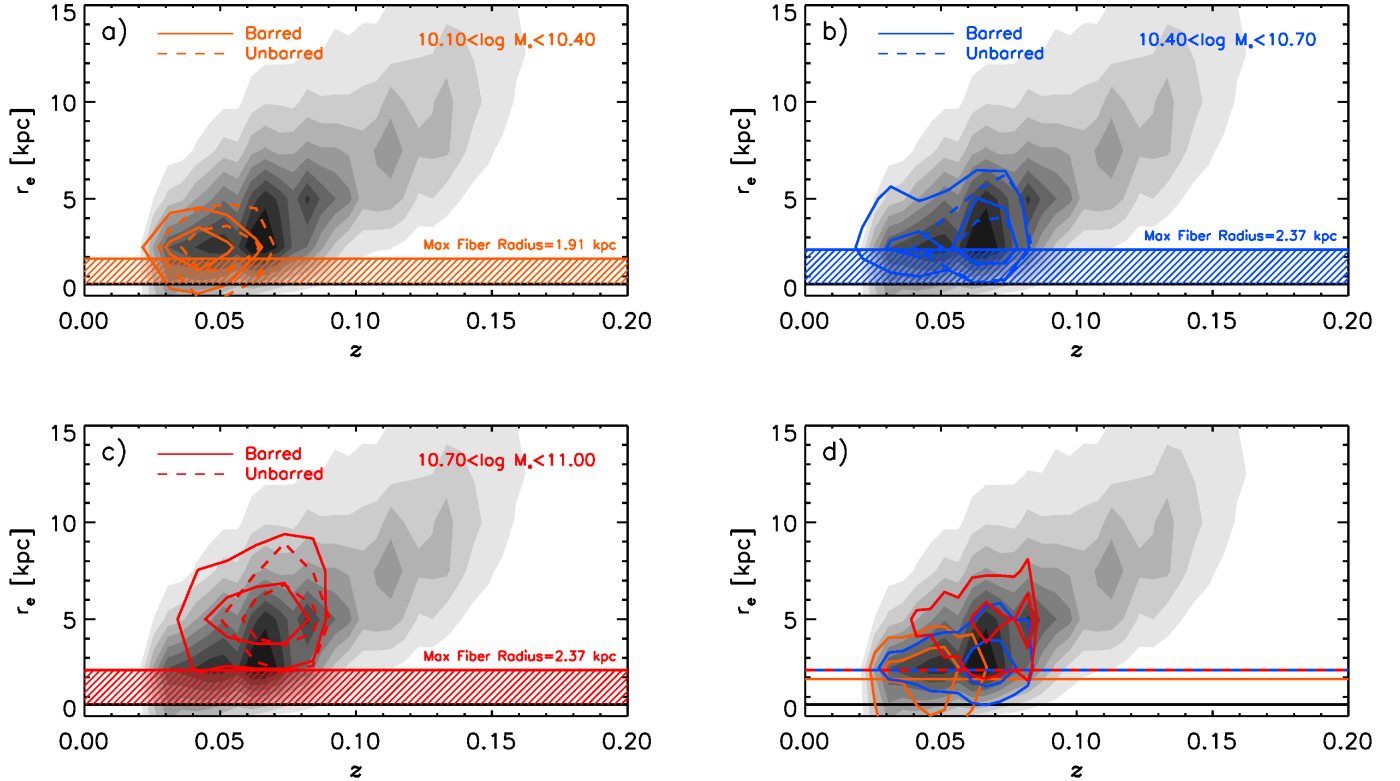 a)
Barred
Unbarred
10.10<log M*<10.40
Max Fiber Radius=1.91 kpc
r_e [kpc]
15
10
5
0
0.00 0.05 0.10 0.15 0.20
z
b)
Barred
Unbarred
10.40<log M*<10.70
Max Fiber Radius=2.37 kpc
r_e [kpc]
15
10
5
0
0.00 0.05 0.10 0.15 0.20
z
c)
Barred
Unbarred
10.70<log M*<11.00
Max Fiber Radius=2.37 kpc
r_e [kpc]
15
10
5
0
0.00 0.05 0.10 0.15 0.20
z
d)
r_e [kpc]
15
10
5
0
0.00 0.05 0.10 0.15 0.20
z